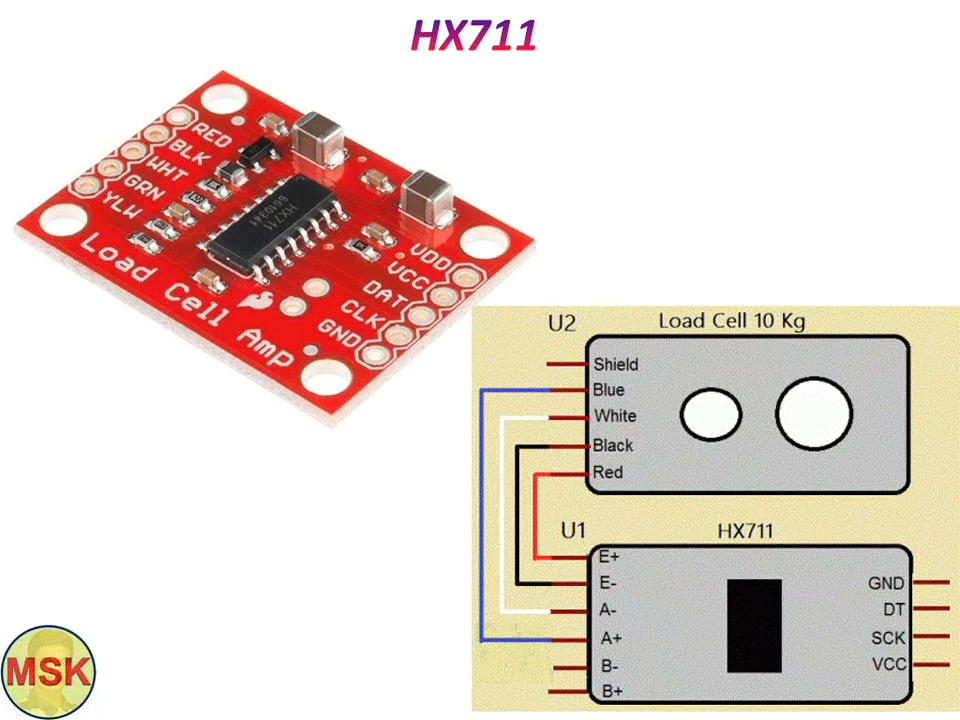 HX711
RED
BLK
WHT
GRN
YLW
HX711
Load Cell Amp
VDD
VCC
DAT
CLK
GND
U2
Load Cell 10 Kg
Shield
Blue
White
Black
Red
U1
HX711
E+
E-
A-
A+
B-
B+
GND
DT
SCK
VCC
MSK